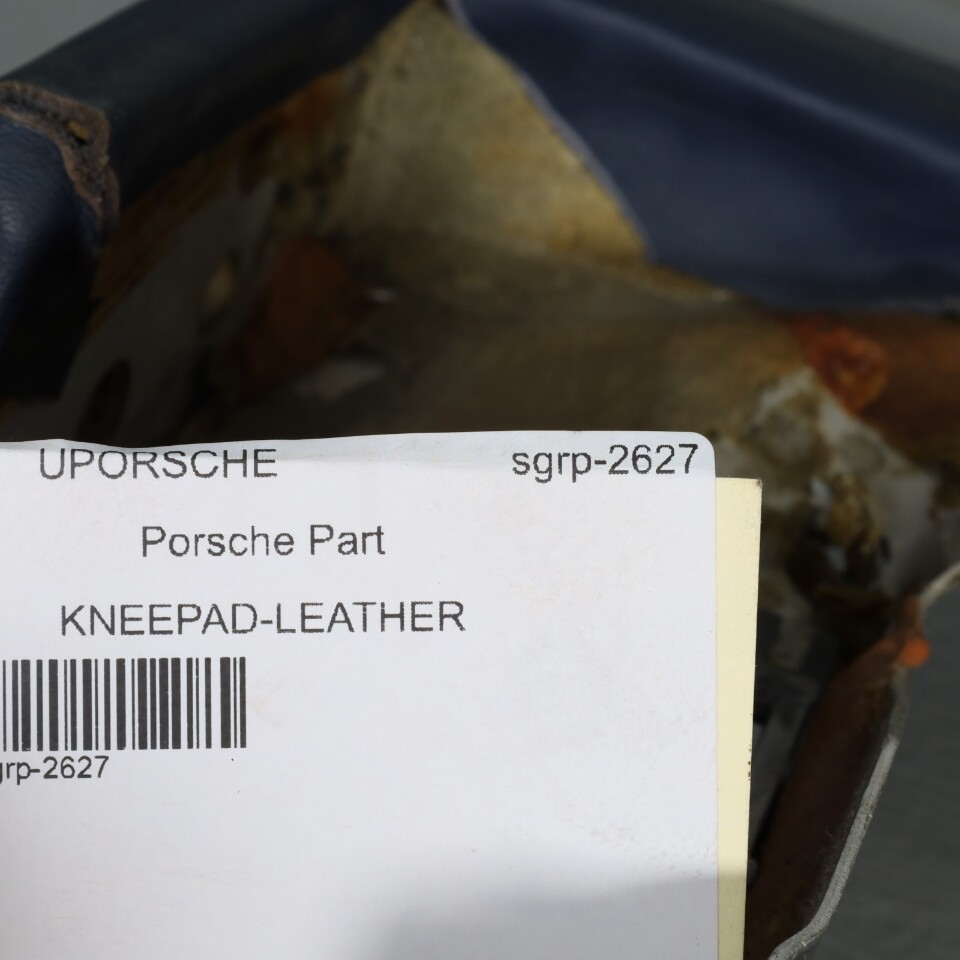 UPORSCHE sgrp-2627
Porsche Part
KNEEPAD-LEATHER
grp-2627